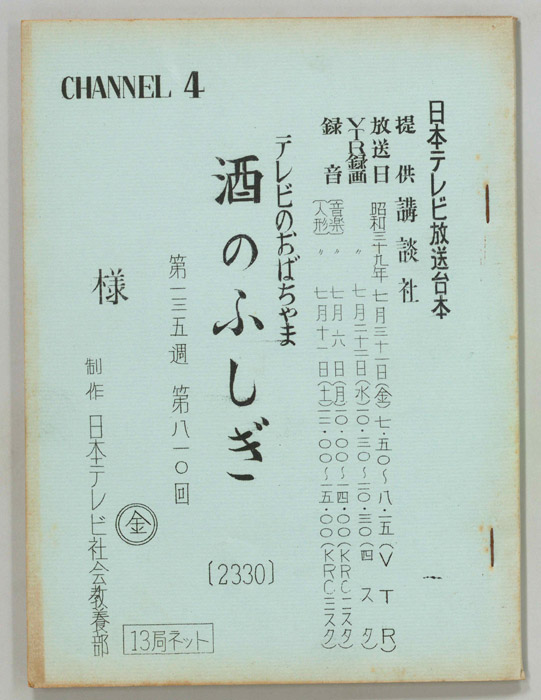 CHANNEL 4
日本テレビ放送台本
提供 講談社
放送日 昭和三十九年 七月三十一日(金)七・五〇〜八・一五(VTR)
VTR録画 〃 七月二十二日(水)一〇・三〇〜二〇・三〇(四スタ)
録音 (音楽) 〃 七月六日(月)一〇・〇〇〜一四・〇〇(KRC二スタ)
(人形) 〃 七月十一日(土)一三・〇〇〜一五・〇〇(KRC三スタ)
テレビのおばちゃま
酒のふしぎ
〔2330〕
第一三五週 第八一〇回
様
金
制作 日本テレビ社会教養部
13局ネット